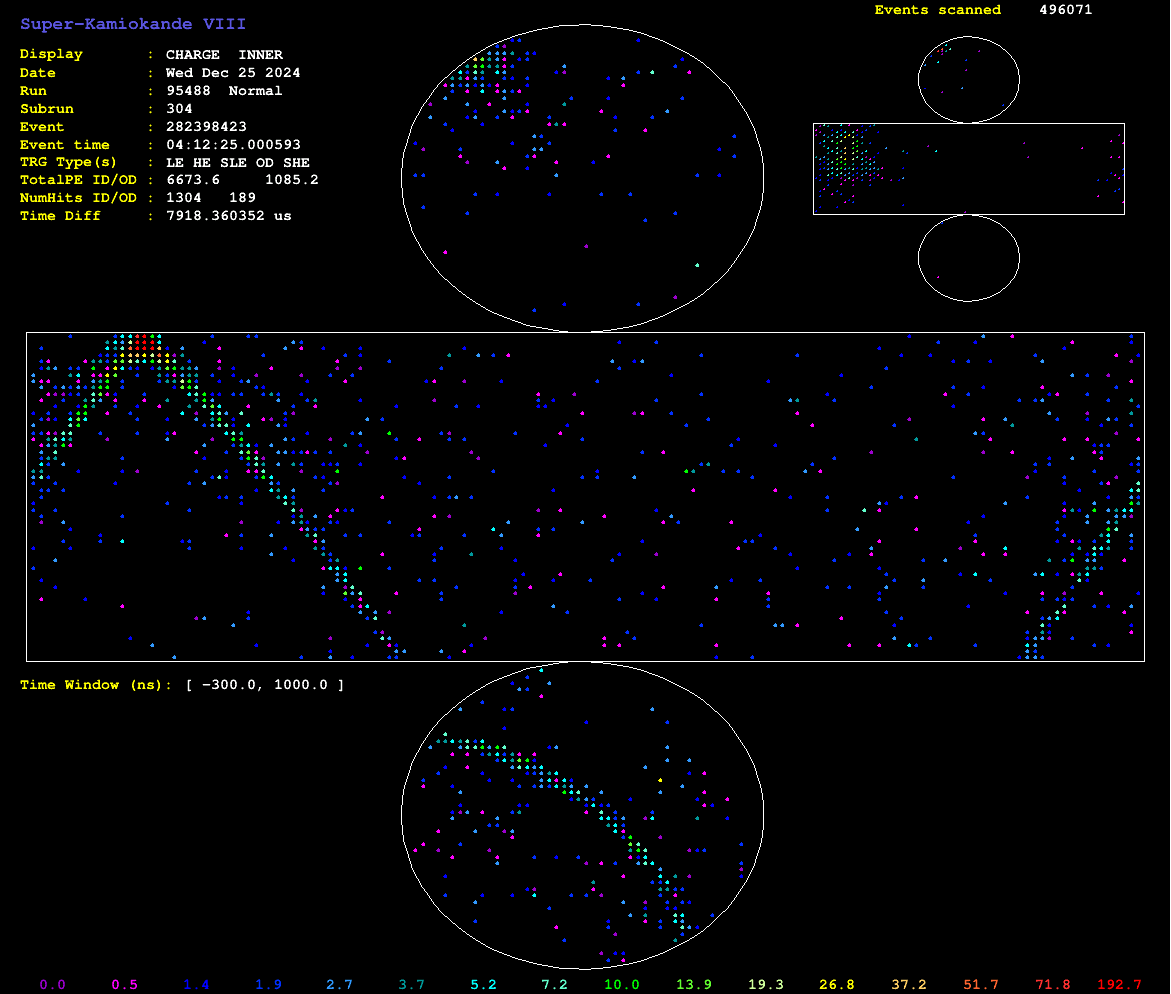 Super-Kamiokande VIII
Events scanned 496071
Display : CHARGE INNER
Date : Wed Dec 25 2024
Run : 95488 Normal
Subrun : 304
Event : 282398423
Event time : 04:12:25.000593
TRG Type(s) : LE HE SLE OD SHE
TotalPE ID/OD : 6673.6 1085.2
NumHits ID/OD : 1304 189
Time Diff : 7918.360352 us
Time Window (ns): [ −300.0, 1000.0 ]
0.0 0.5 1.4 1.9 2.7 3.7 5.2 7.2 10.0 13.9 19.3 26.8 37.2 51.7 71.8 192.7